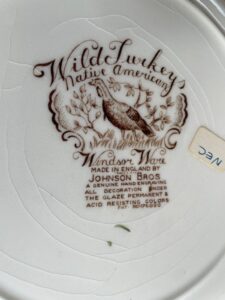 Wild Turkeys
Native American
Windsor Ware
MADE IN ENGLAND BY
JOHNSON BROS
A GENUINE HAND ENGRAVING
ALL DECORATION UNDER
THE GLAZE PERMANENT &
ACID RESISTING COLORS
PAT
NEC